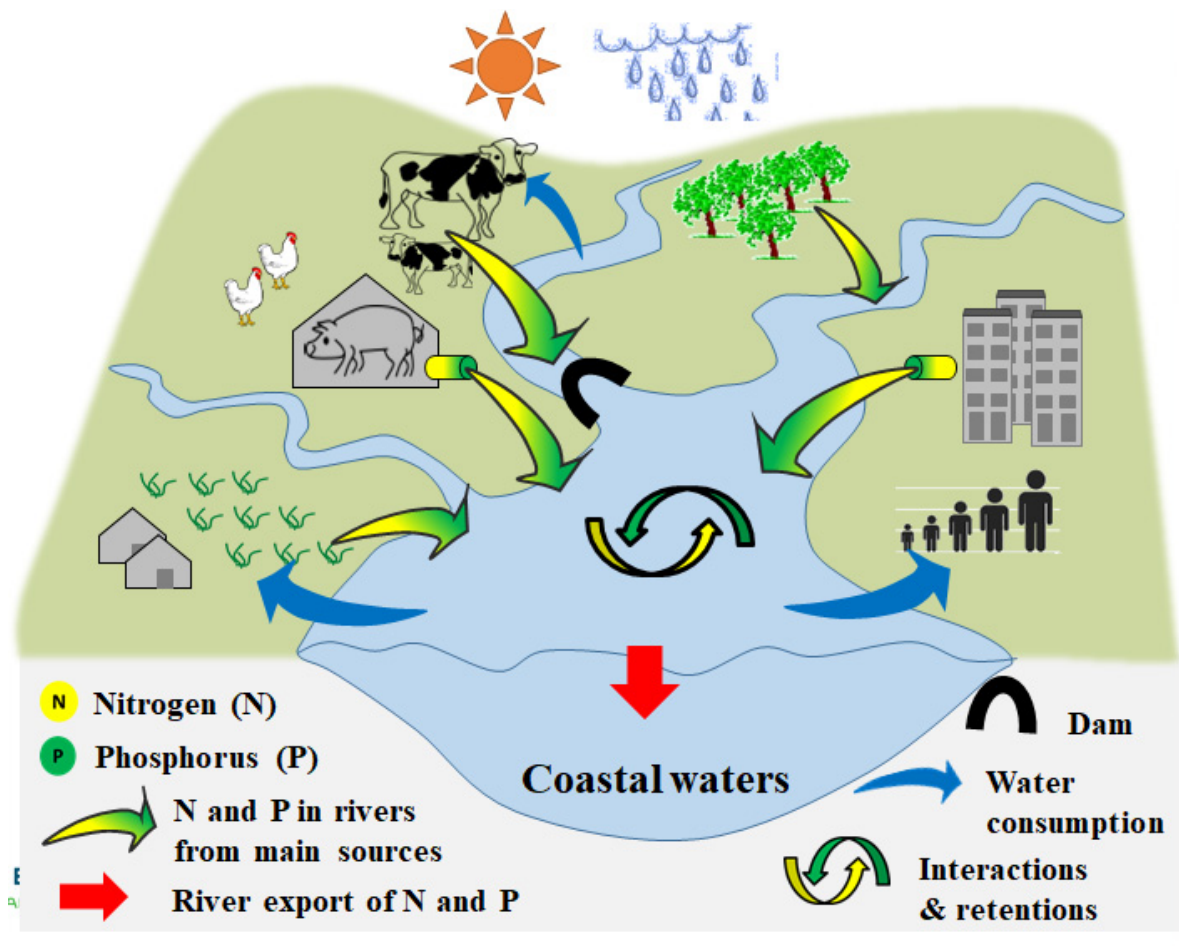 N Nitrogen (N)
P Phosphorus (P)
N and P in rivers
from main sources
River export of N and P
Coastal waters
Dam
Water
consumption
Interactions
& retentions